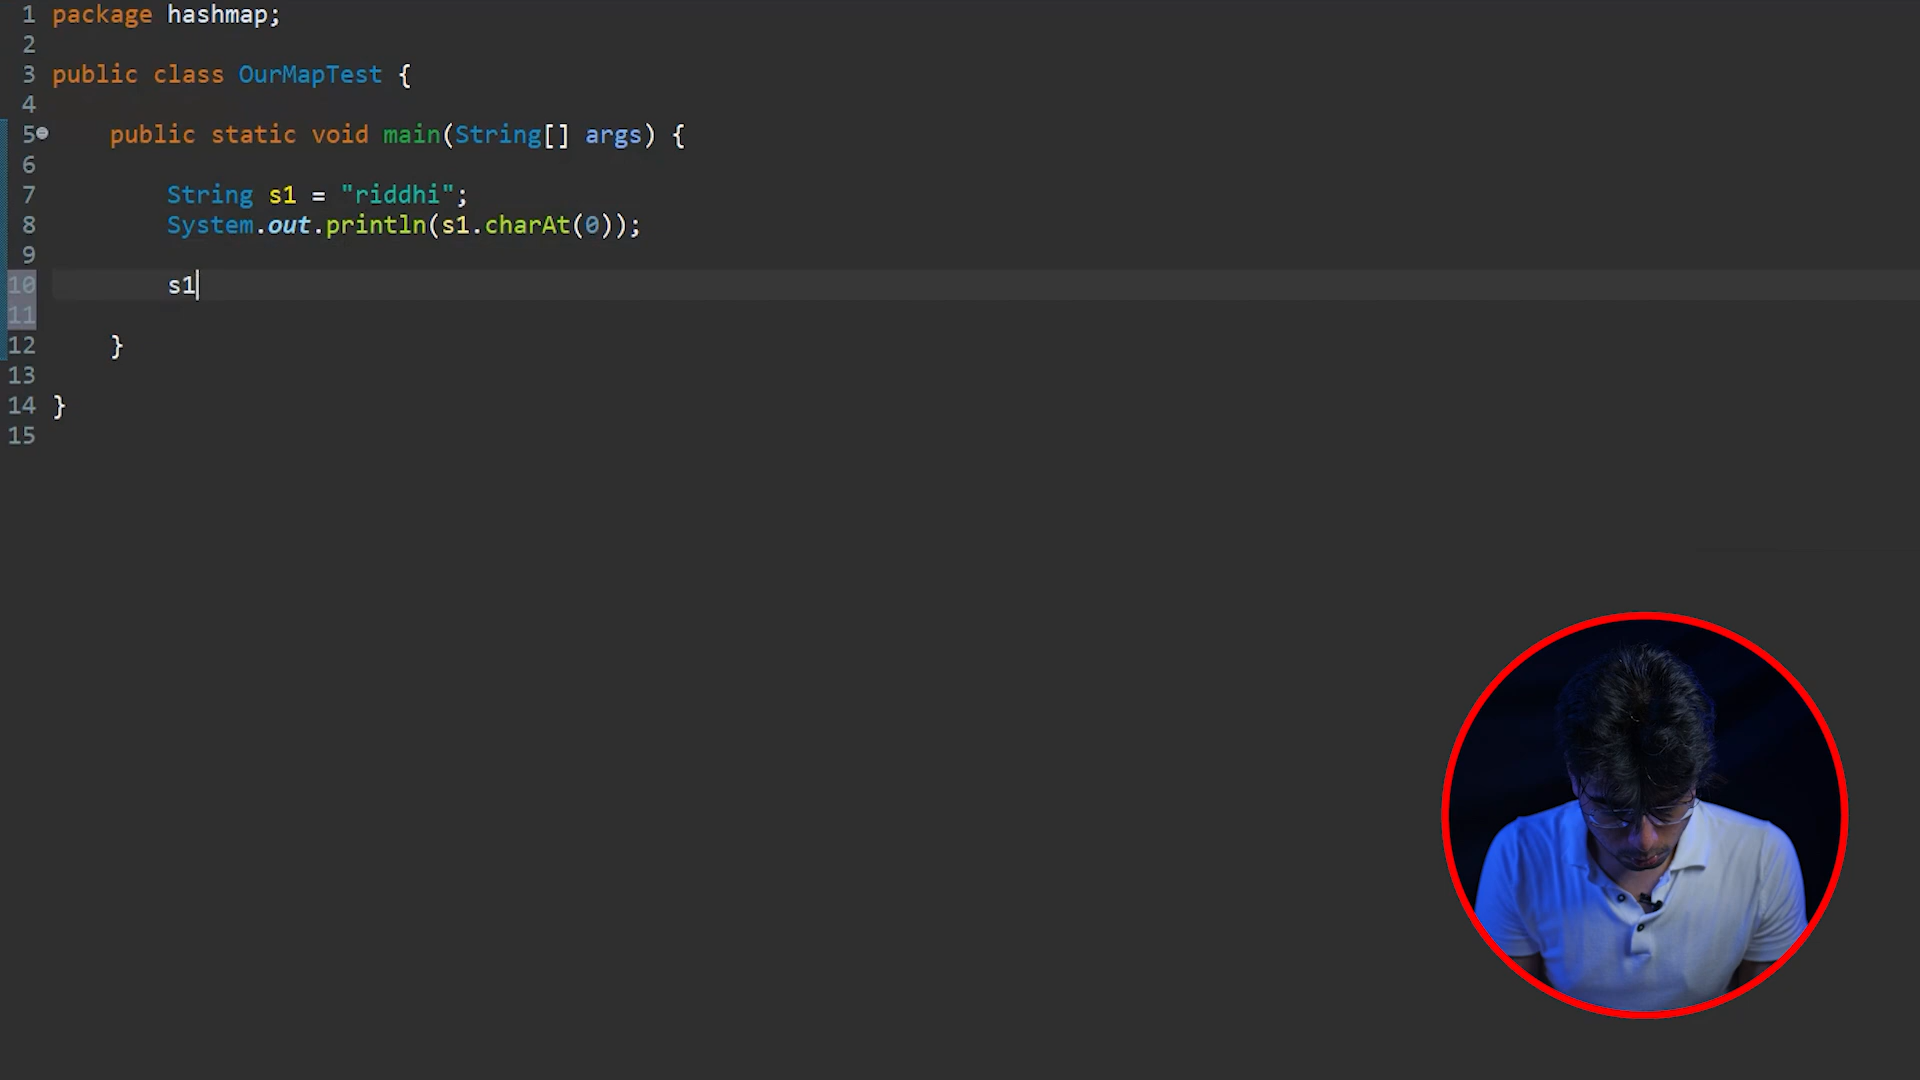 1 package hashmap;
2
3 public class OurMapTest {
4
5 public static void main(String[] args) {
6
7 String s1 = "riddhi";
8 System.out.println(s1.charAt(0));
9
10 s1
11
12 }
13
14 }
15